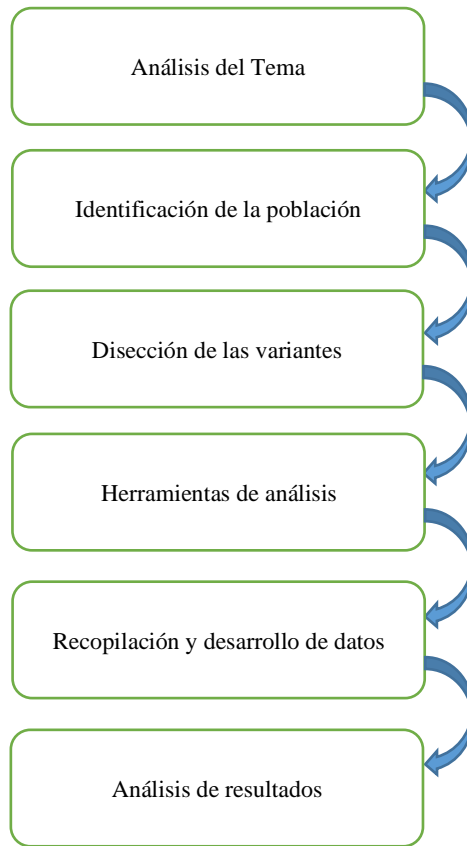 Análisis del Tema
Identificación de la población
Disección de las variantes
Herramientas de análisis
Recopilación y desarrollo de datos
Análisis de resultados